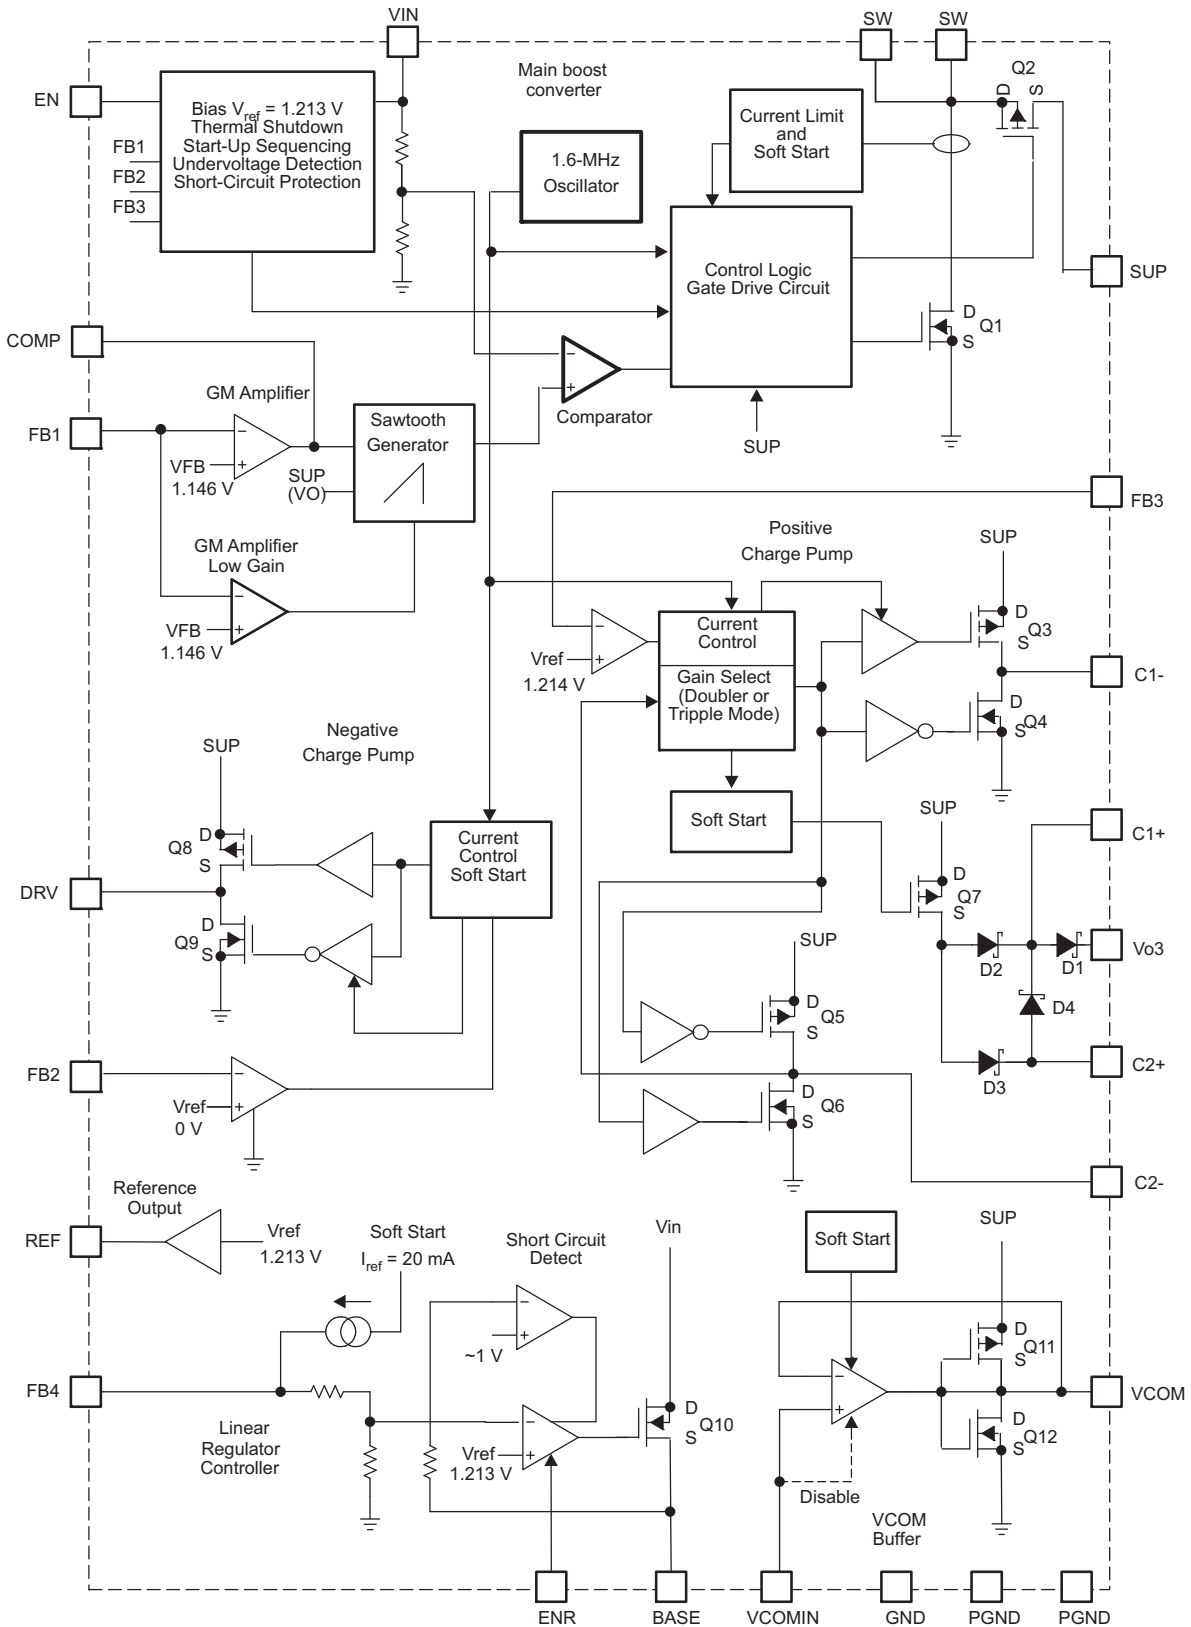 VIN
SW
SW
Q2
D
S
Main boost
converter
EN
Bias Vref = 1.213 V
Thermal Shutdown
Start-Up Sequencing
Undervoltage Detection
Short-Circuit Protection
FB1
FB2
FB3
1.6-MHz
Oscillator
Current Limit
and
Soft Start
Control Logic
Gate Drive Circuit
SUP
D
Q1
S
COMP
GM Amplifier
−
+
Comparator
SUP
FB1
−
+
VFB
1.146 V
Sawtooth
Generator
SUP
(VO)
FB3
GM Amplifier
Low Gain
−
+
VFB
1.146 V
Positive
Charge Pump
SUP
−
+
Vref
1.214 V
Current
Control
Gain Select
(Doubler or
Tripple Mode)
D
Q3
S
C1-
D
Q4
S
Negative
Charge Pump
SUP
Soft Start
SUP
C1+
D
Q8
S
Current
Control
Soft Start
DRV
D
Q9
S
D
Q7
S
SUP
D2
D1
Vo3
D4
D
Q5
S
D3
C2+
FB2
−
+
Vref
0 V
D
Q6
S
C2-
Reference
Output
REF
Vref
1.213 V
Soft Start
Iref = 20 mA
Short Circuit
Detect
−
+
~1 V
Vin
Soft Start
SUP
D
Q11
S
FB4
Linear
Regulator
Controller
−
+
Vref
1.213 V
D
Q10
S
−
+
VCOM
D
Q12
S
Disable
VCOM
Buffer
ENR
BASE
VCOMIN
GND
PGND
PGND